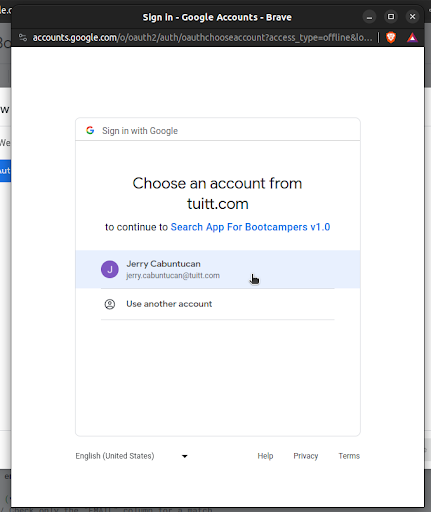 Sign in - Google Accounts - Brave
accounts.google.com/o/oauth2/auth/oauthchooseaccount?access_type=offline&lo...
Sign in with Google
Choose an account from
tuitt.com
to continue to Search App For Bootcampers v1.0
J
Jerry Cabuntucan
jerry.cabuntucan@tuitt.com
Use another account
English (United States)
Help
Privacy
Terms